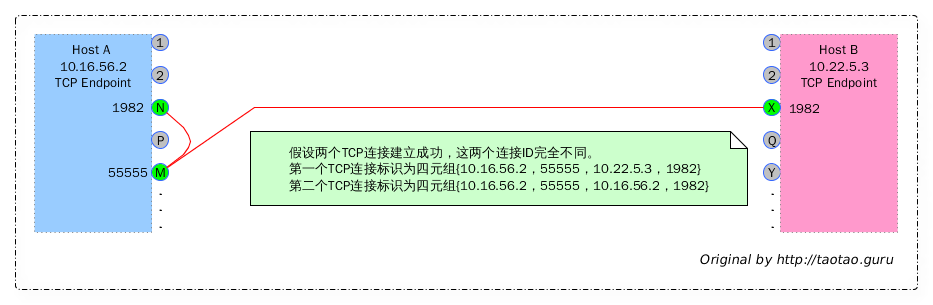 Host A
10.16.56.2
TCP Endpoint
1982
55555
1
2
N
P
M
1
2
X
Q
Y
Host B
10.22.5.3
TCP Endpoint
1982
假设两个TCP连接建立成功，这两个连接ID完全不同。
第一个TCP连接标识为四元组{10.16.56.2，55555，10.22.5.3，1982}
第二个TCP连接标识为四元组{10.16.56.2，55555，10.16.56.2，1982}
Original by http://taotao.guru